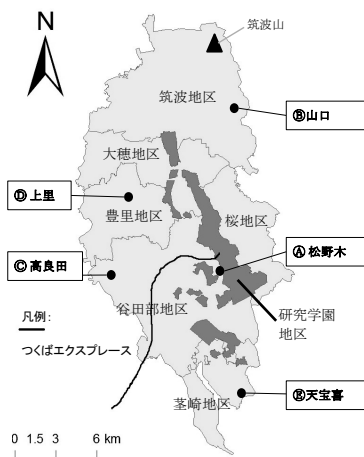 N
筑波山
筑波地区
Ⓑ山口
大穂地区
Ⓓ 上里
豊里地区
桜地区
Ⓐ 松野木
Ⓒ 高良田
谷田部地区
研究学園
地区
凡例:
つくばエクスプレース
Ⓔ天宝喜
茎崎地区
0 1.5 3 6 km